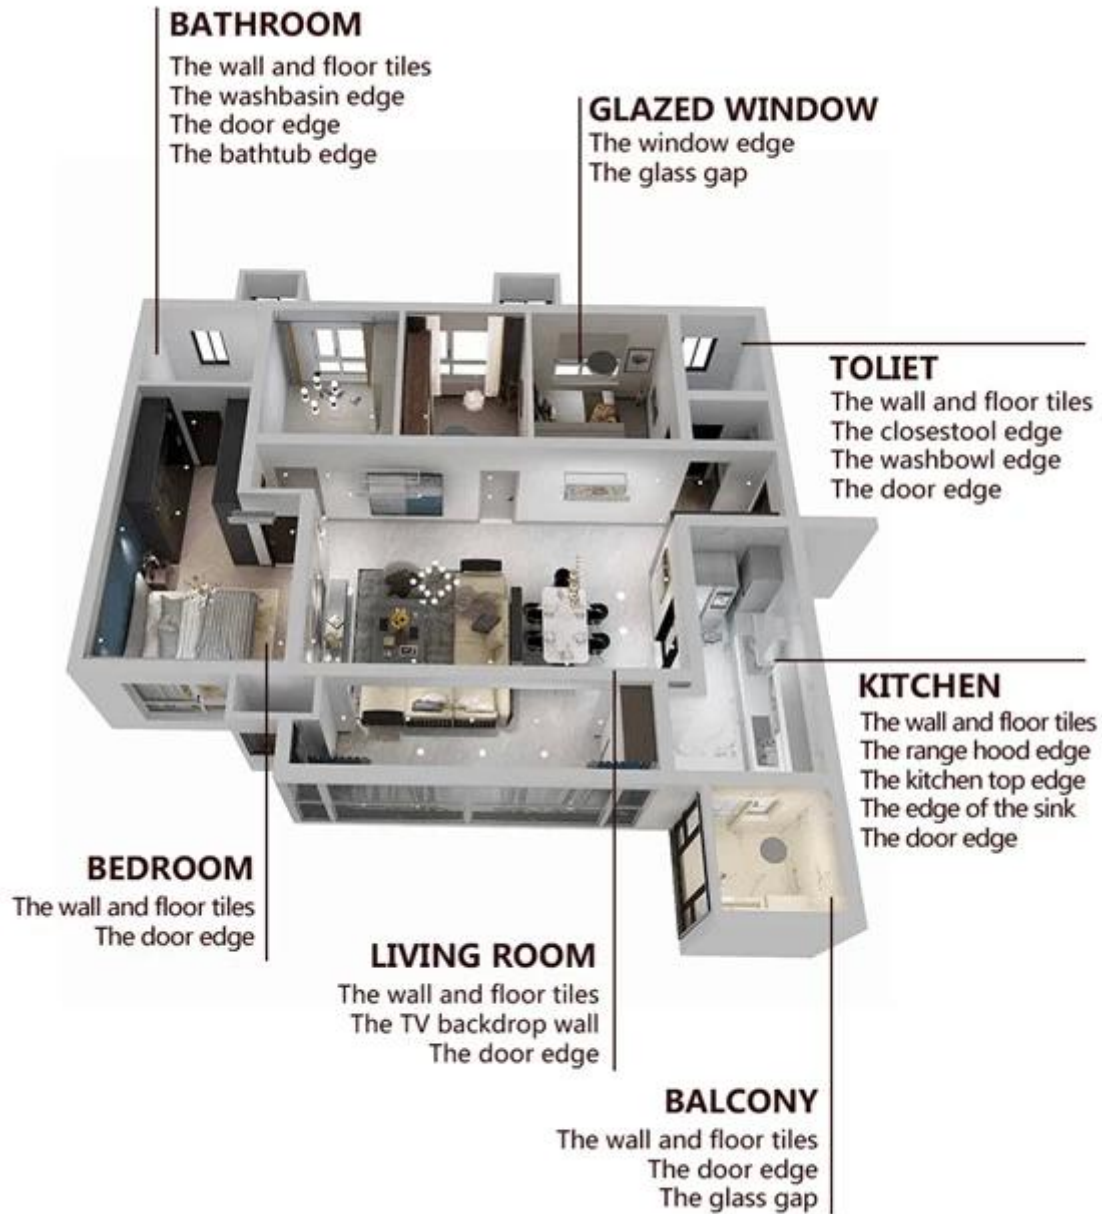 BATHROOM
The wall and floor tiles
The washbasin edge
The door edge
The bathtub edge
GLAZED WINDOW
The window edge
The glass gap
TOLIET
The wall and floor tiles
The closestool edge
The washbowl edge
The door edge
KITCHEN
The wall and floor tiles
The range hood edge
The kitchen top edge
The edge of the sink
The door edge
BEDROOM
The wall and floor tiles
The door edge
LIVING ROOM
The wall and floor tiles
The TV backdrop wall
The door edge
BALCONY
The wall and floor tiles
The door edge
The glass gap